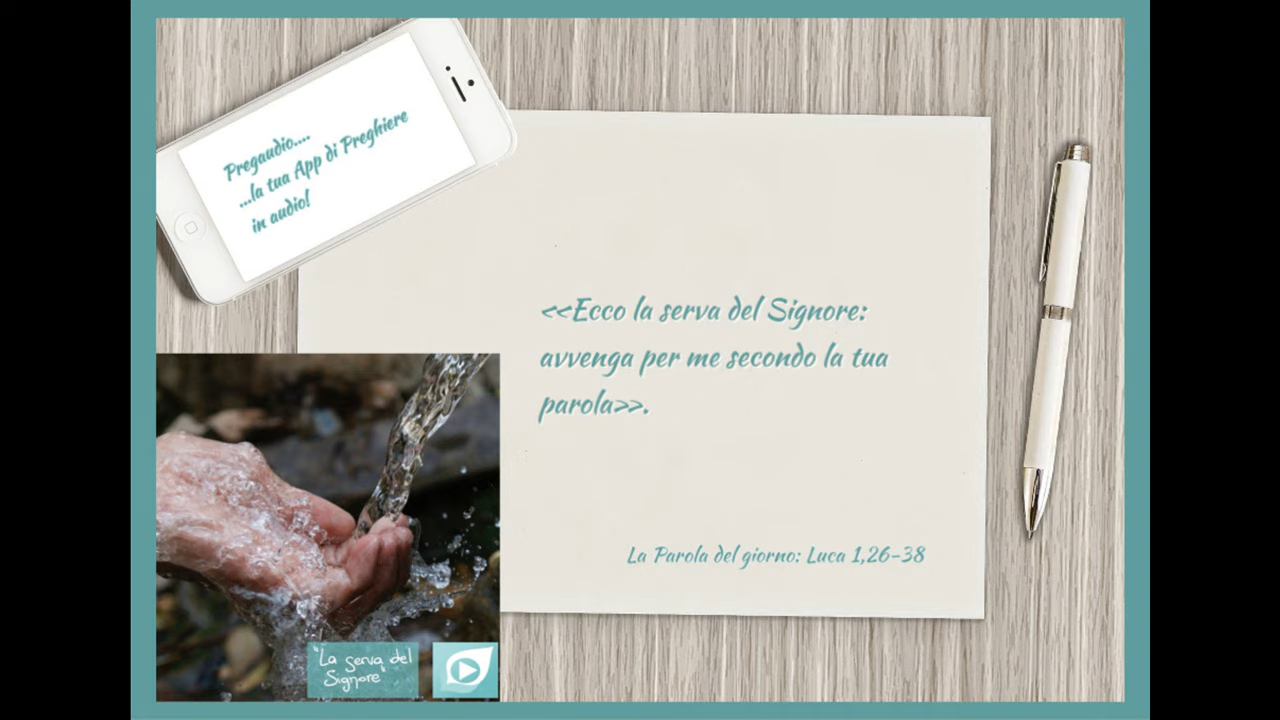 Pregaudio....
...la tua App di Preghiere
in audio!
<<Ecco la serva del Signore:
avvenga per me secondo la tua
parola>>.
La Parola del giorno: Luca 1,26-38
"La serva del
Signore"